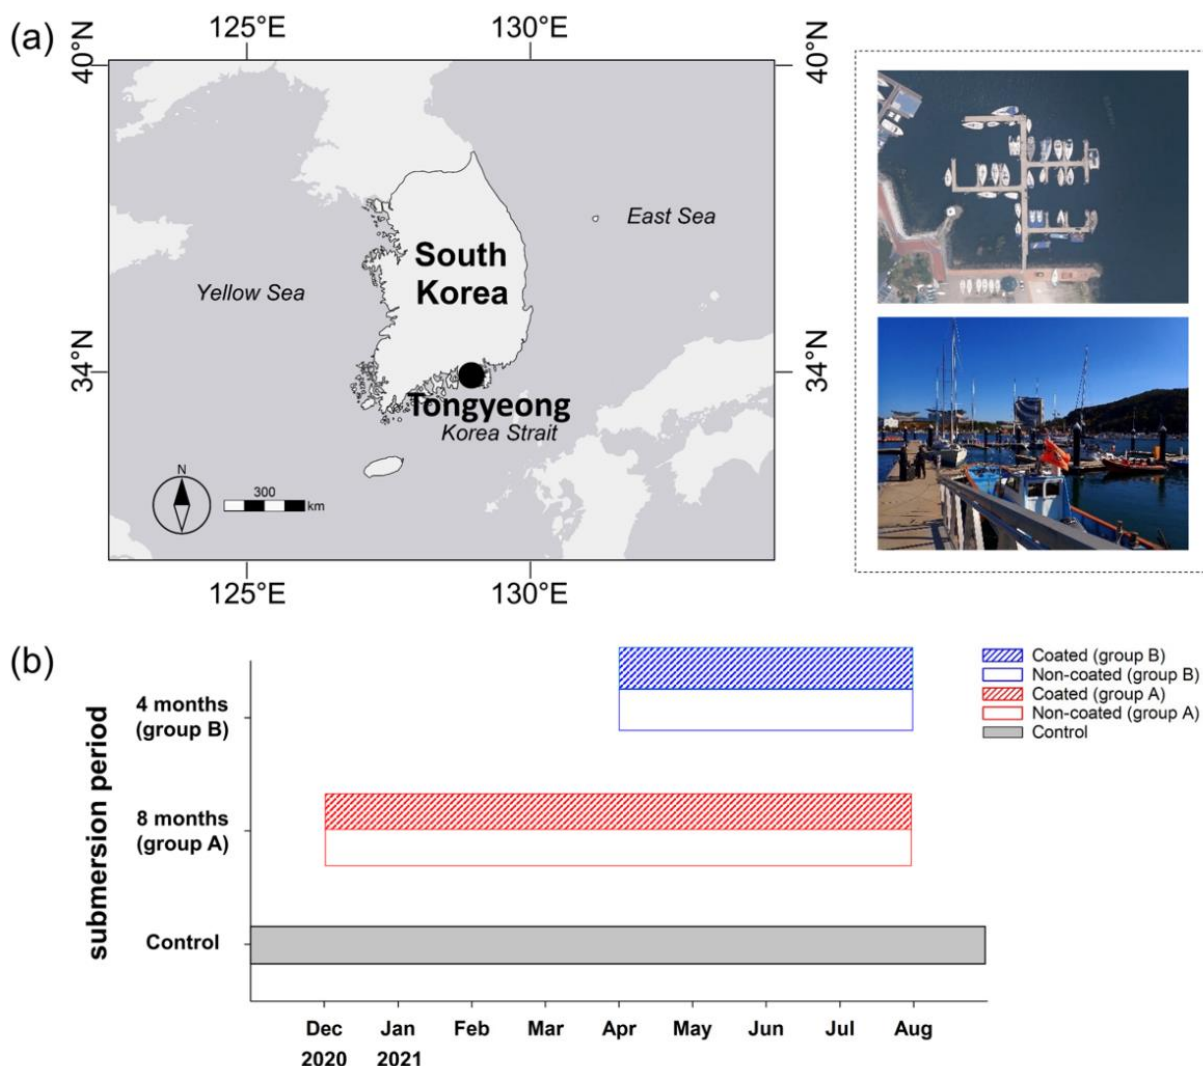 (a)
125°E
130°E
40°N
40°N
East Sea
South
Korea
Yellow Sea
34°N
34°N
Tongyeong
Korea Strait
N
300
km
125°E
130°E
(b)
Coated (group B)
Non-coated (group B)
Coated (group A)
Non-coated (group A)
Control
submersion period
4 months
(group B)
8 months
(group A)
Control
Dec Jan Feb Mar Apr May Jun Jul Aug
2020 2021